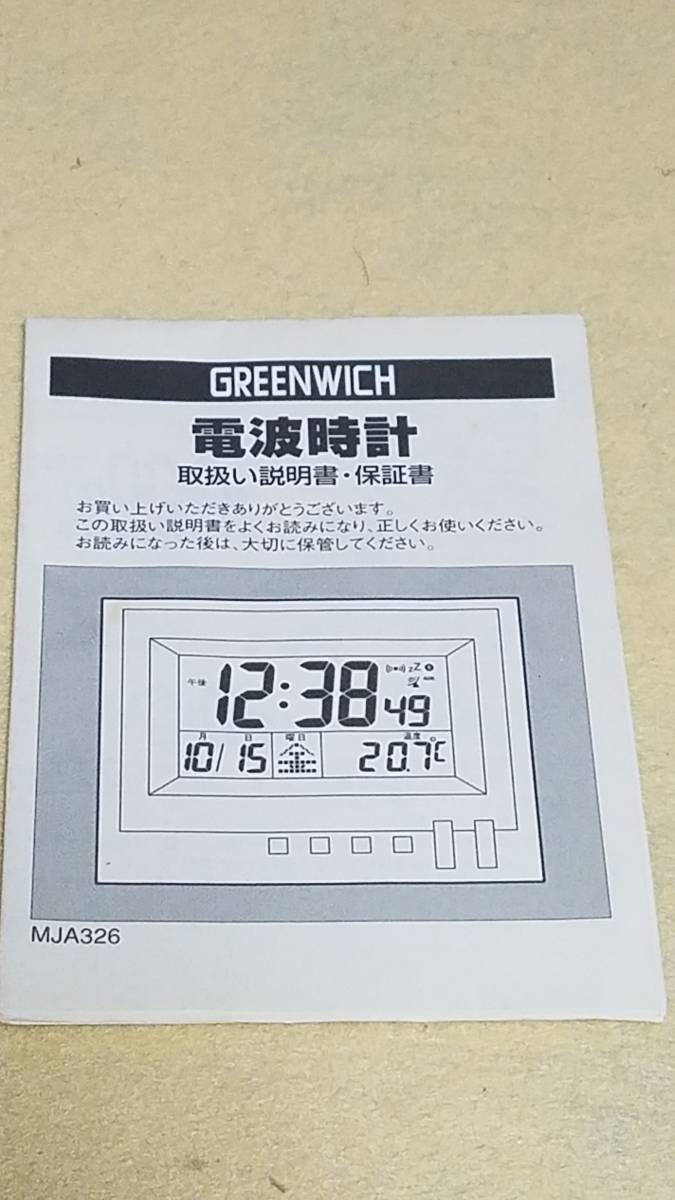 GREENWICH
電波時計
取扱い説明書・保証書
お買い上げいただきありがとうございます。
この取扱い説明書をよくお読みになり、正しくお使いください。
お読みになった後は、大切に保管してください。
午後 12:38 49
zZ
月 日 曜日 温度
10/15 金 20.7℃
MJA326